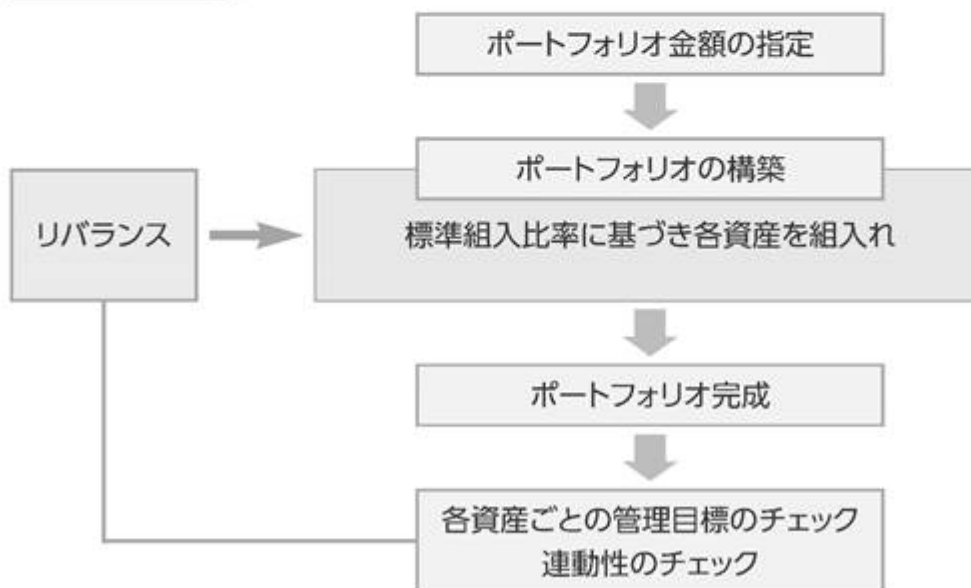 ポートフォリオ金額の指定
ポートフォリオの構築
リバランス
標準組入比率に基づき各資産を組入れ
ポートフォリオ完成
各資産ごとの管理目標のチェック
連動性のチェック